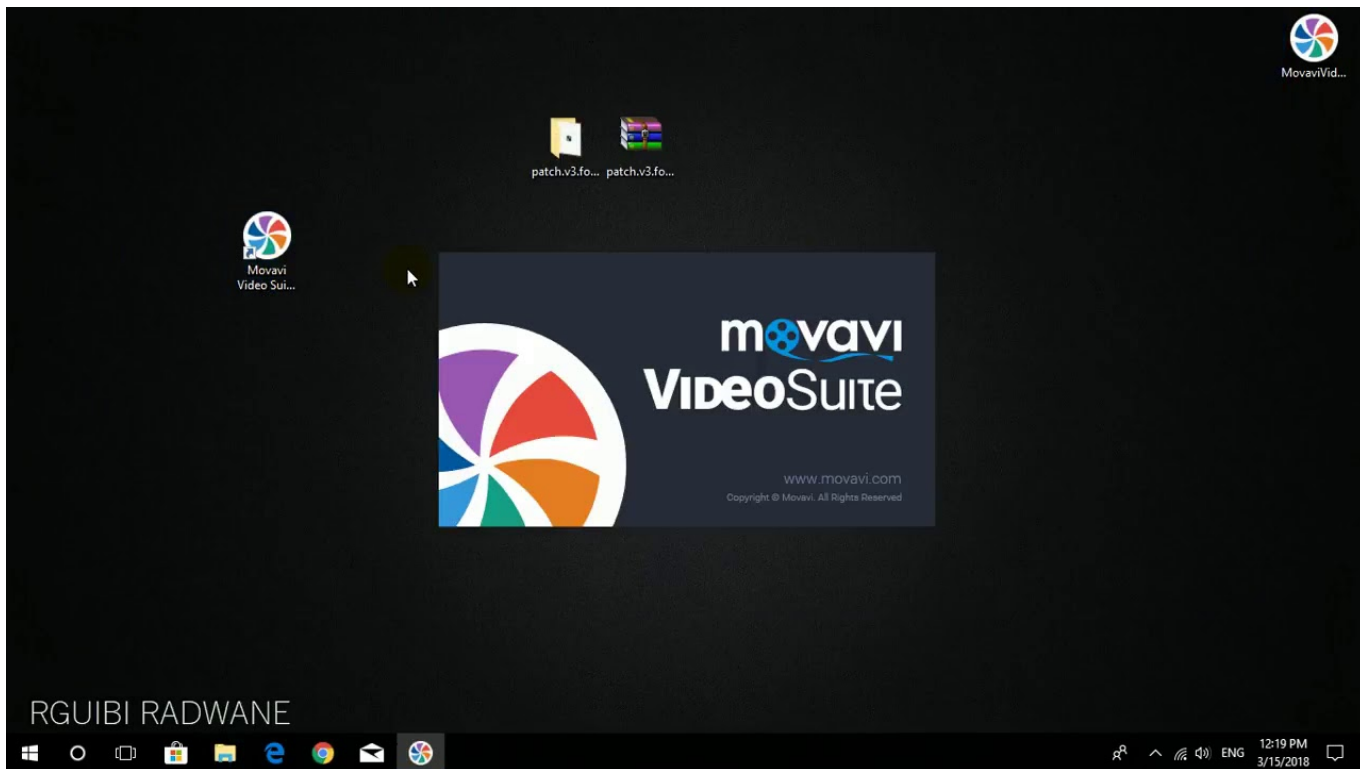 MovaviVid...
patch.v3.fo...
patch.v3.fo...
Movavi
Video Sui...
movavi
VIDEOSuite
www.movavi.com
Copyright © Movavi. All Rights Reserved
RGUIBI RADWANE
ENG
12:19 PM
3/15/2018